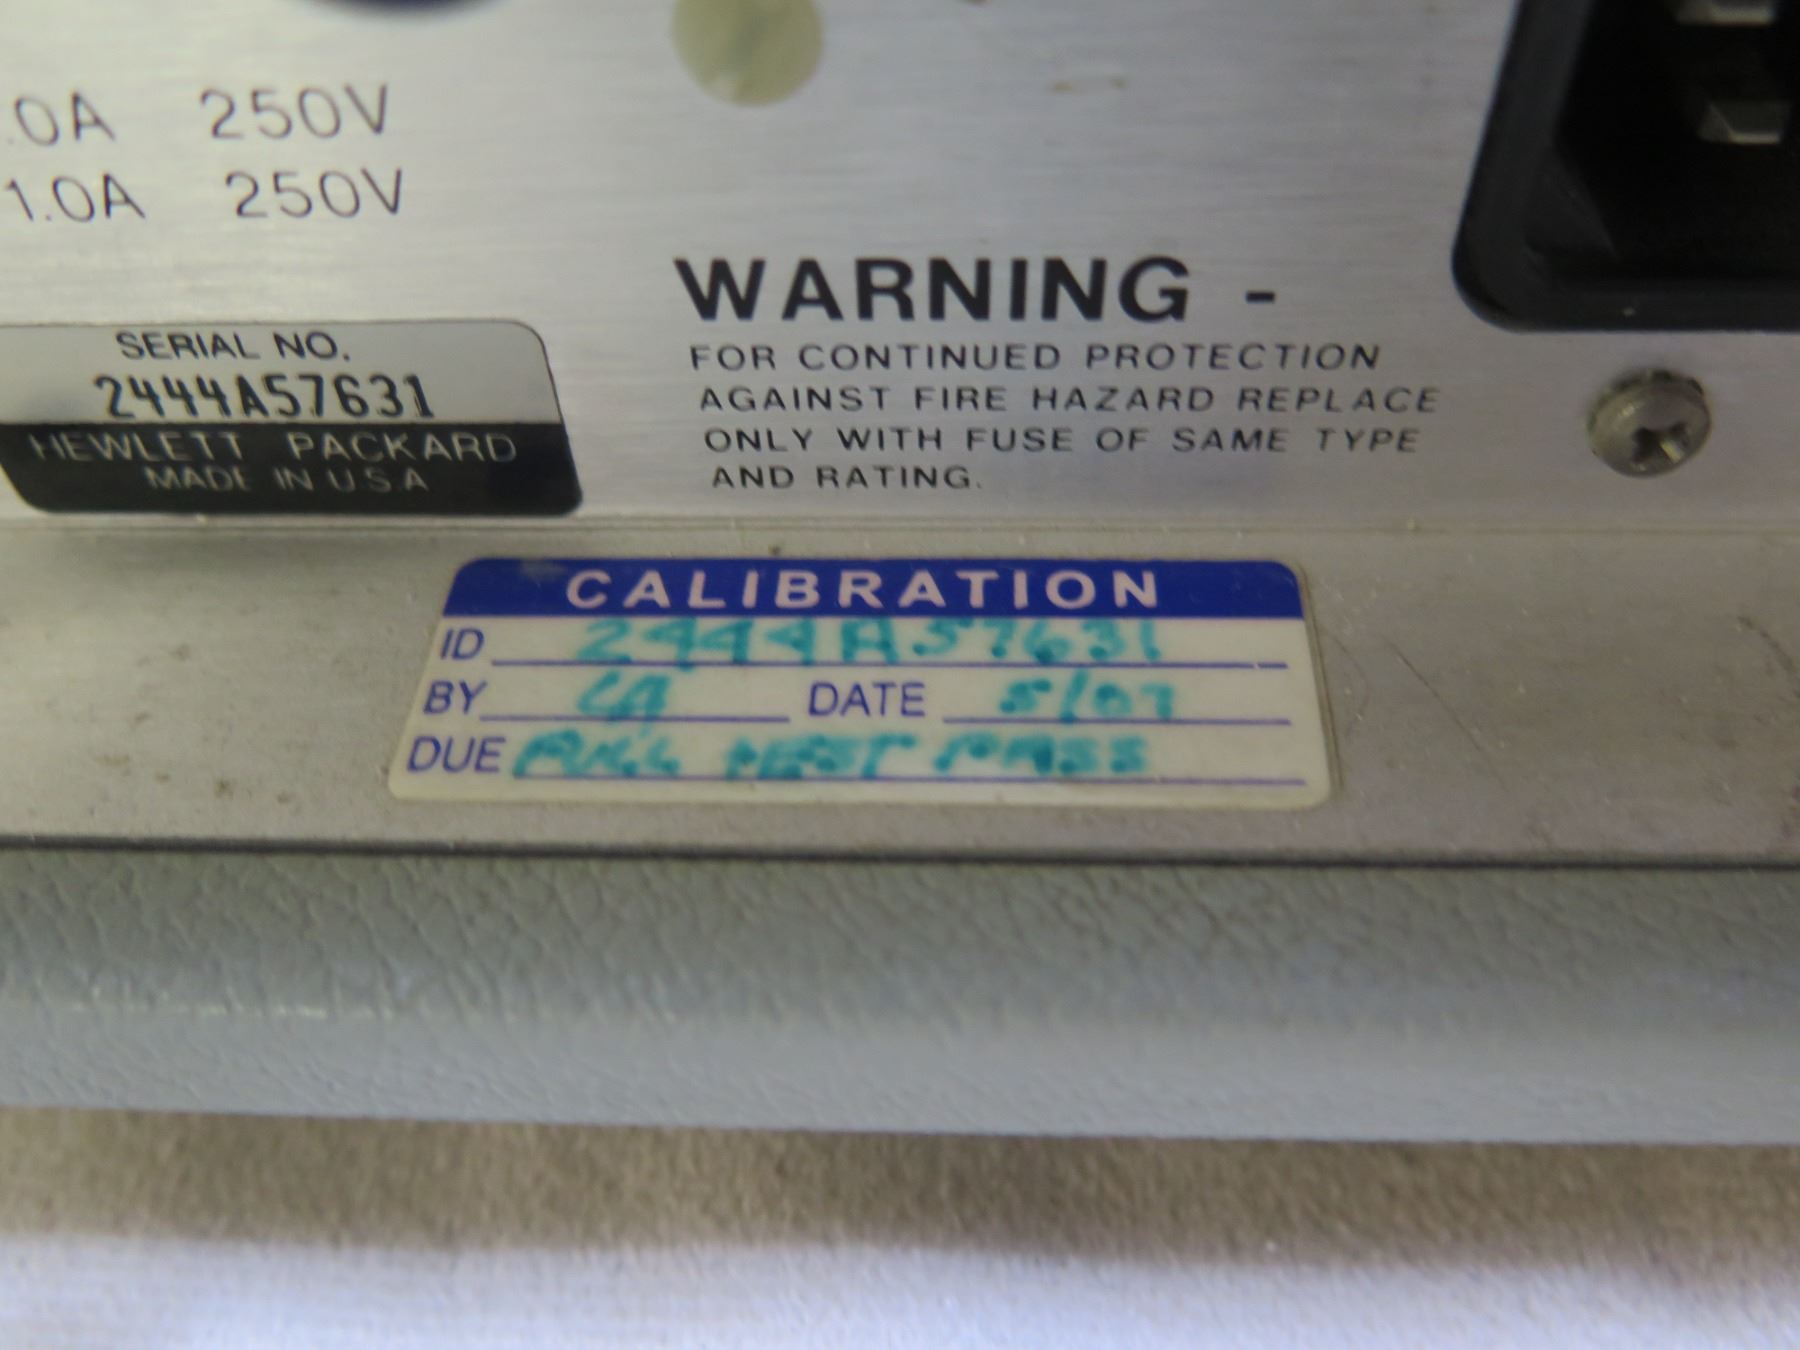 .0A 250V
1.0A 250V
WARNING -
FOR CONTINUED PROTECTION
AGAINST FIRE HAZARD REPLACE
ONLY WITH FUSE OF SAME TYPE
AND RATING.
SERIAL NO.
2444A57631
HEWLETT PACKARD
MADE IN U.S.A
CALIBRATION
ID 2444A57631
BY DATE 5/07
DUE FULL TEST PASS